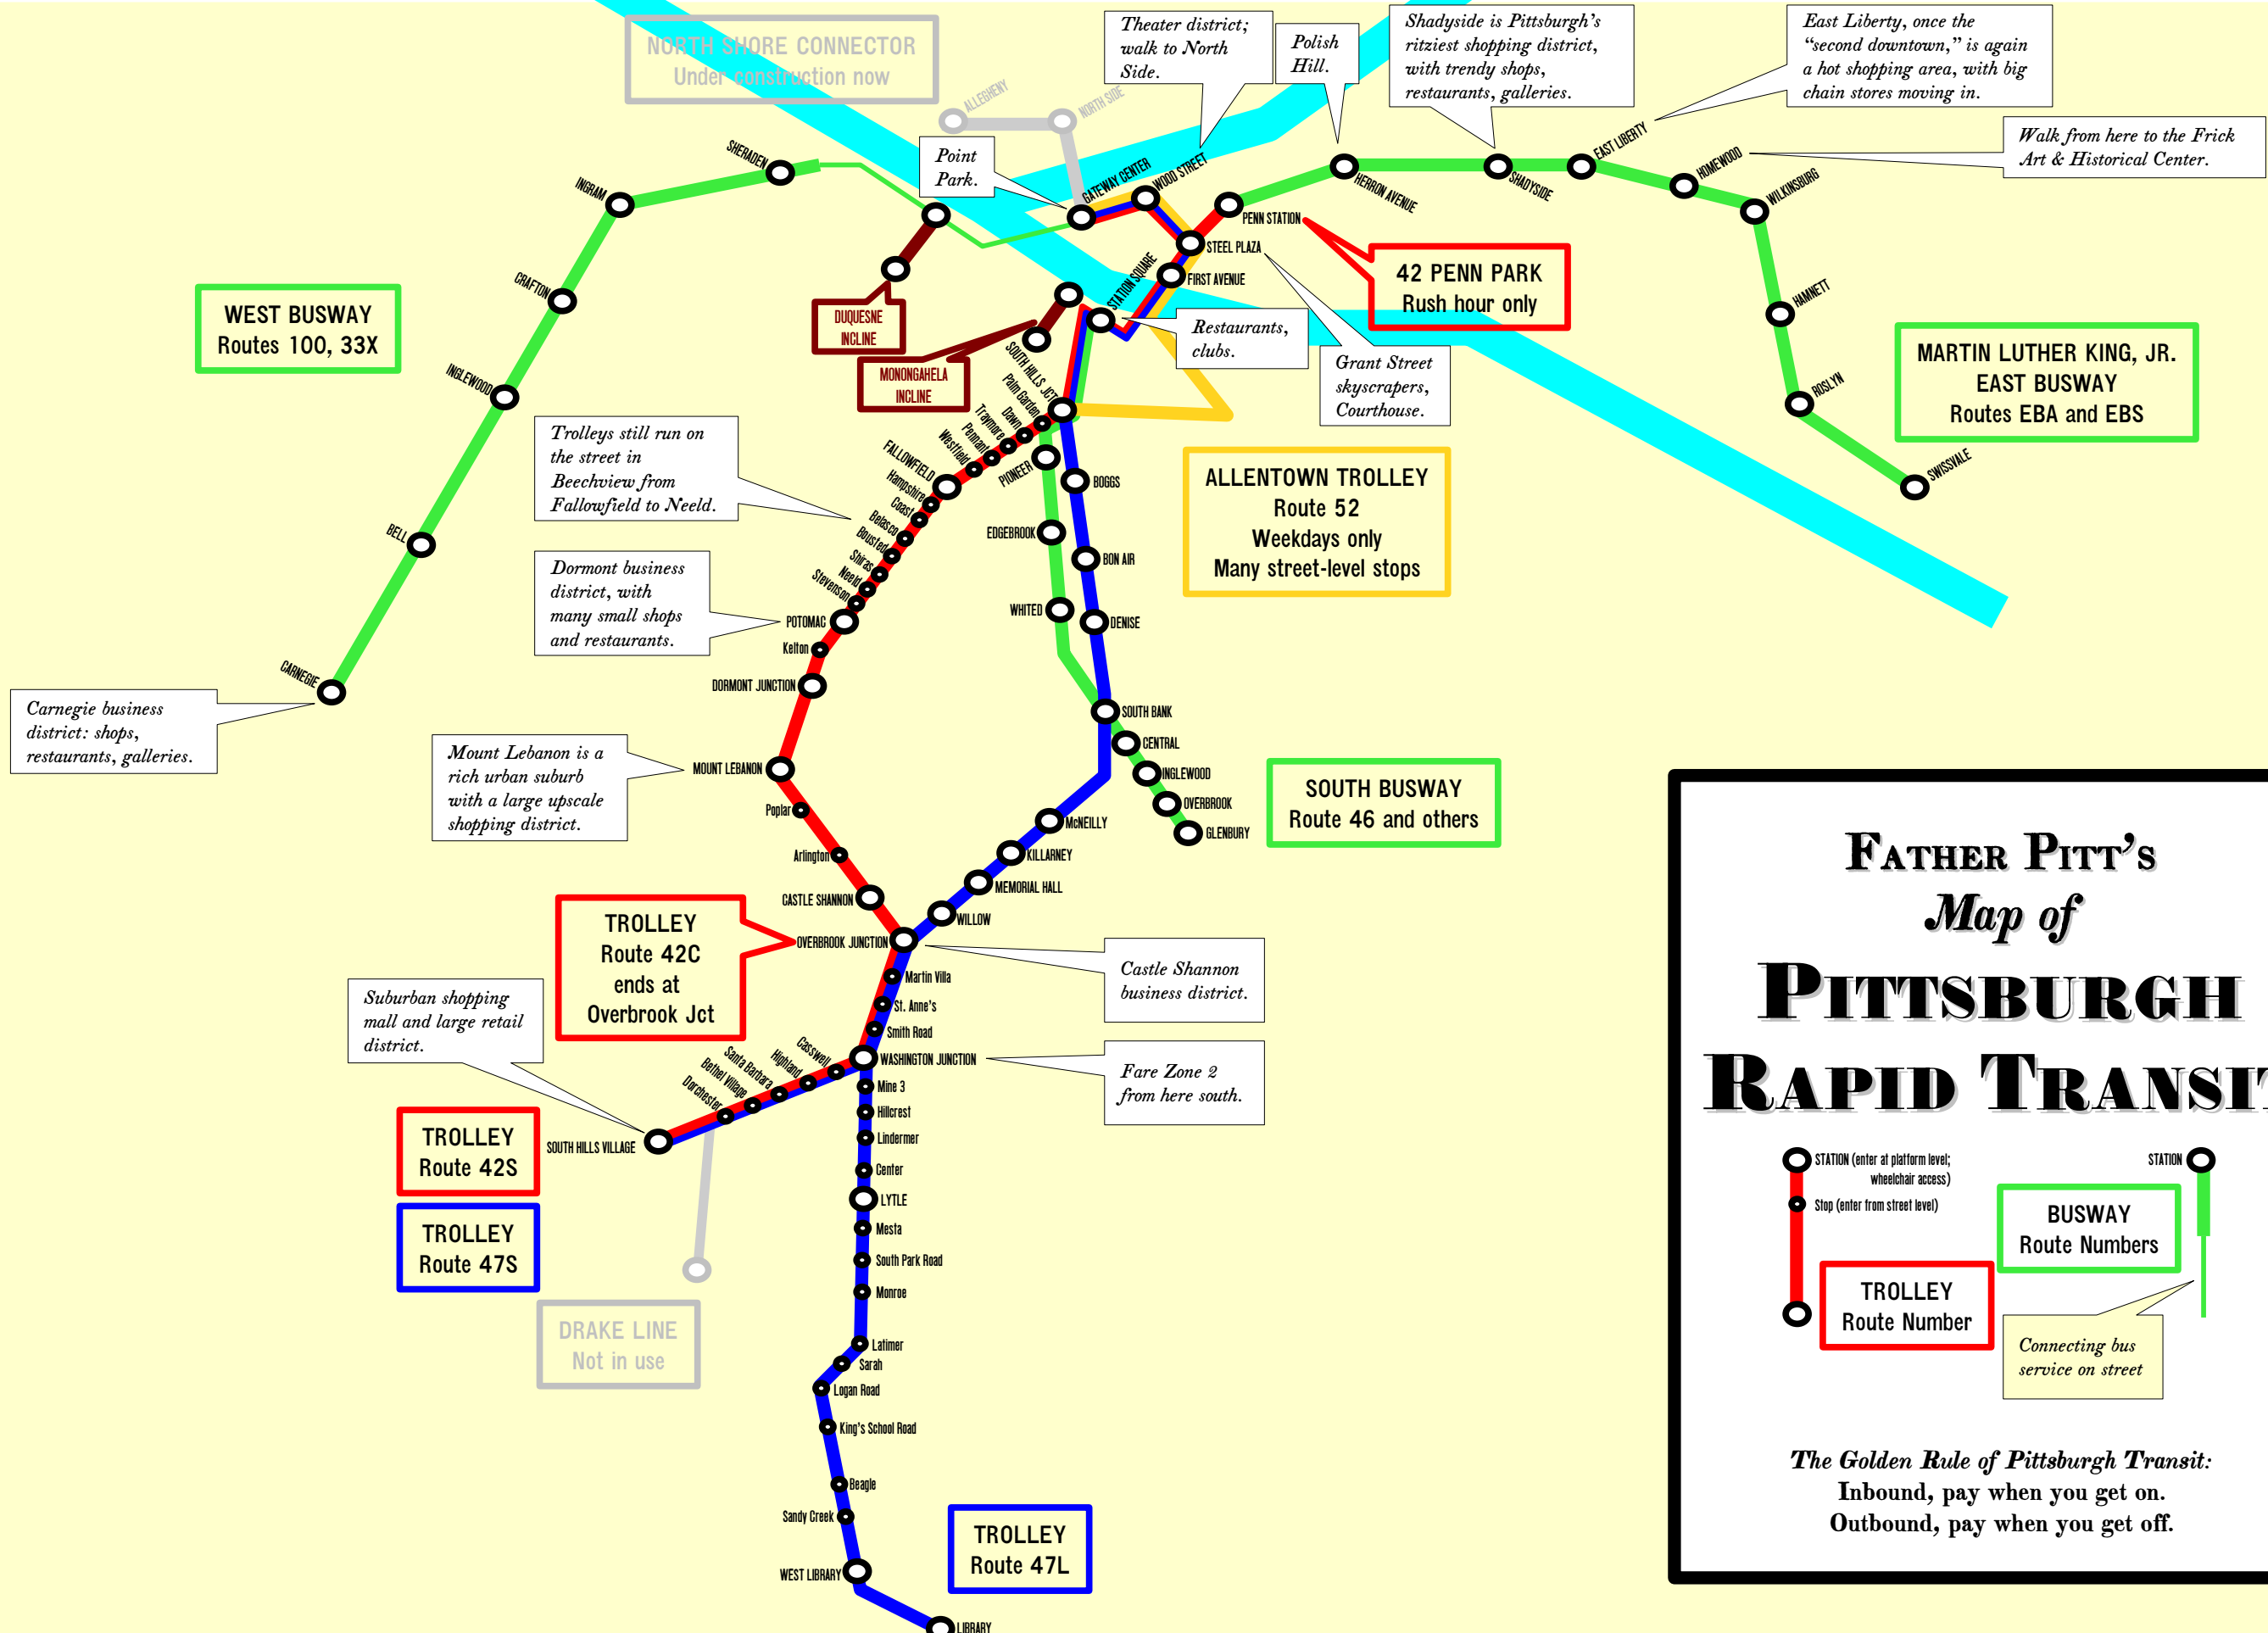 NORTH SHORE CONNECTOR
Under construction now
ALLEGHENY
NORTH SIDE
Theater district;
walk to North
Side.
Polish
Hill.
Shadyside is Pittsburgh's
ritziest shopping district,
with trendy shops,
restaurants, galleries.
East Liberty, once the
“second downtown,” is again
a hot shopping area, with big
chain stores moving in.
Walk from here to the Frick
Art & Historical Center.
Point
Park.
SHERADEN
INGRAM
CRAFTON
INGLEWOOD
BELL
CARNEGIE
WEST BUSWAY
Routes 100, 33X
Carnegie business
district: shops,
restaurants, galleries.
GATEWAY CENTER
WOOD STREET
PENN STATION
STEEL PLAZA
FIRST AVENUE
STATION SQUARE
HERRON AVENUE
SHADYSIDE
EAST LIBERTY
HOMEWOOD
WILKINSBURG
HAMNETT
ROSLYN
SWISSVALE
42 PENN PARK
Rush hour only
MARTIN LUTHER KING, JR.
EAST BUSWAY
Routes EBA and EBS
DUQUESNE
INCLINE
MONONGAHELA
INCLINE
Restaurants,
clubs.
Grant Street
skyscrapers,
Courthouse.
SOUTH HILLS JCT
Palm Garden
Dawn
Traymore
Pennant
Westfield
FALLOWFIELD
Hampshire
Coast
Belasco
Bousted
Shiras
Neeld
Stevenson
POTOMAC
Kelton
DORMONT JUNCTION
MOUNT LEBANON
Poplar
Arlington
CASTLE SHANNON
OVERBROOK JUNCTION
Trolleys still run on
the street in
Beechview from
Fallowfield to Neeld.
Dormont business
district, with
many small shops
and restaurants.
Mount Lebanon is a
rich urban suburb
with a large upscale
shopping district.
ALLENTOWN TROLLEY
Route 52
Weekdays only
Many street-level stops
PIONEER
EDGEBROOK
WHITED
BOGGS
BON AIR
DENISE
SOUTH BANK
CENTRAL
INGLEWOOD
OVERBROOK
GLENBURY
SOUTH BUSWAY
Route 46 and others
McNEILLY
KILLARNEY
MEMORIAL HALL
WILLOW
TROLLEY
Route 42C
ends at
Overbrook Jct
Castle Shannon
business district.
Martin Villa
St. Anne's
Smith Road
WASHINGTON JUNCTION
Fare Zone 2
from here south.
Suburban shopping
mall and large retail
district.
Casswell
Highland
Santa Barbara
Bethel Village
Dorchester
SOUTH HILLS VILLAGE
TROLLEY
Route 42S
TROLLEY
Route 47S
DRAKE LINE
Not in use
Mine 3
Hillcrest
Lindermer
Center
LYTLE
Mesta
South Park Road
Monroe
Latimer
Sarah
Logan Road
King's School Road
Beagle
Sandy Creek
WEST LIBRARY
LIBRARY
TROLLEY
Route 47L
Father Pitt's
Map of
Pittsburgh
Rapid Transit
STATION (enter at platform level;
wheelchair access)
Stop (enter from street level)
TROLLEY
Route Number
STATION
BUSWAY
Route Numbers
Connecting bus
service on street
The Golden Rule of Pittsburgh Transit:
Inbound, pay when you get on.
Outbound, pay when you get off.